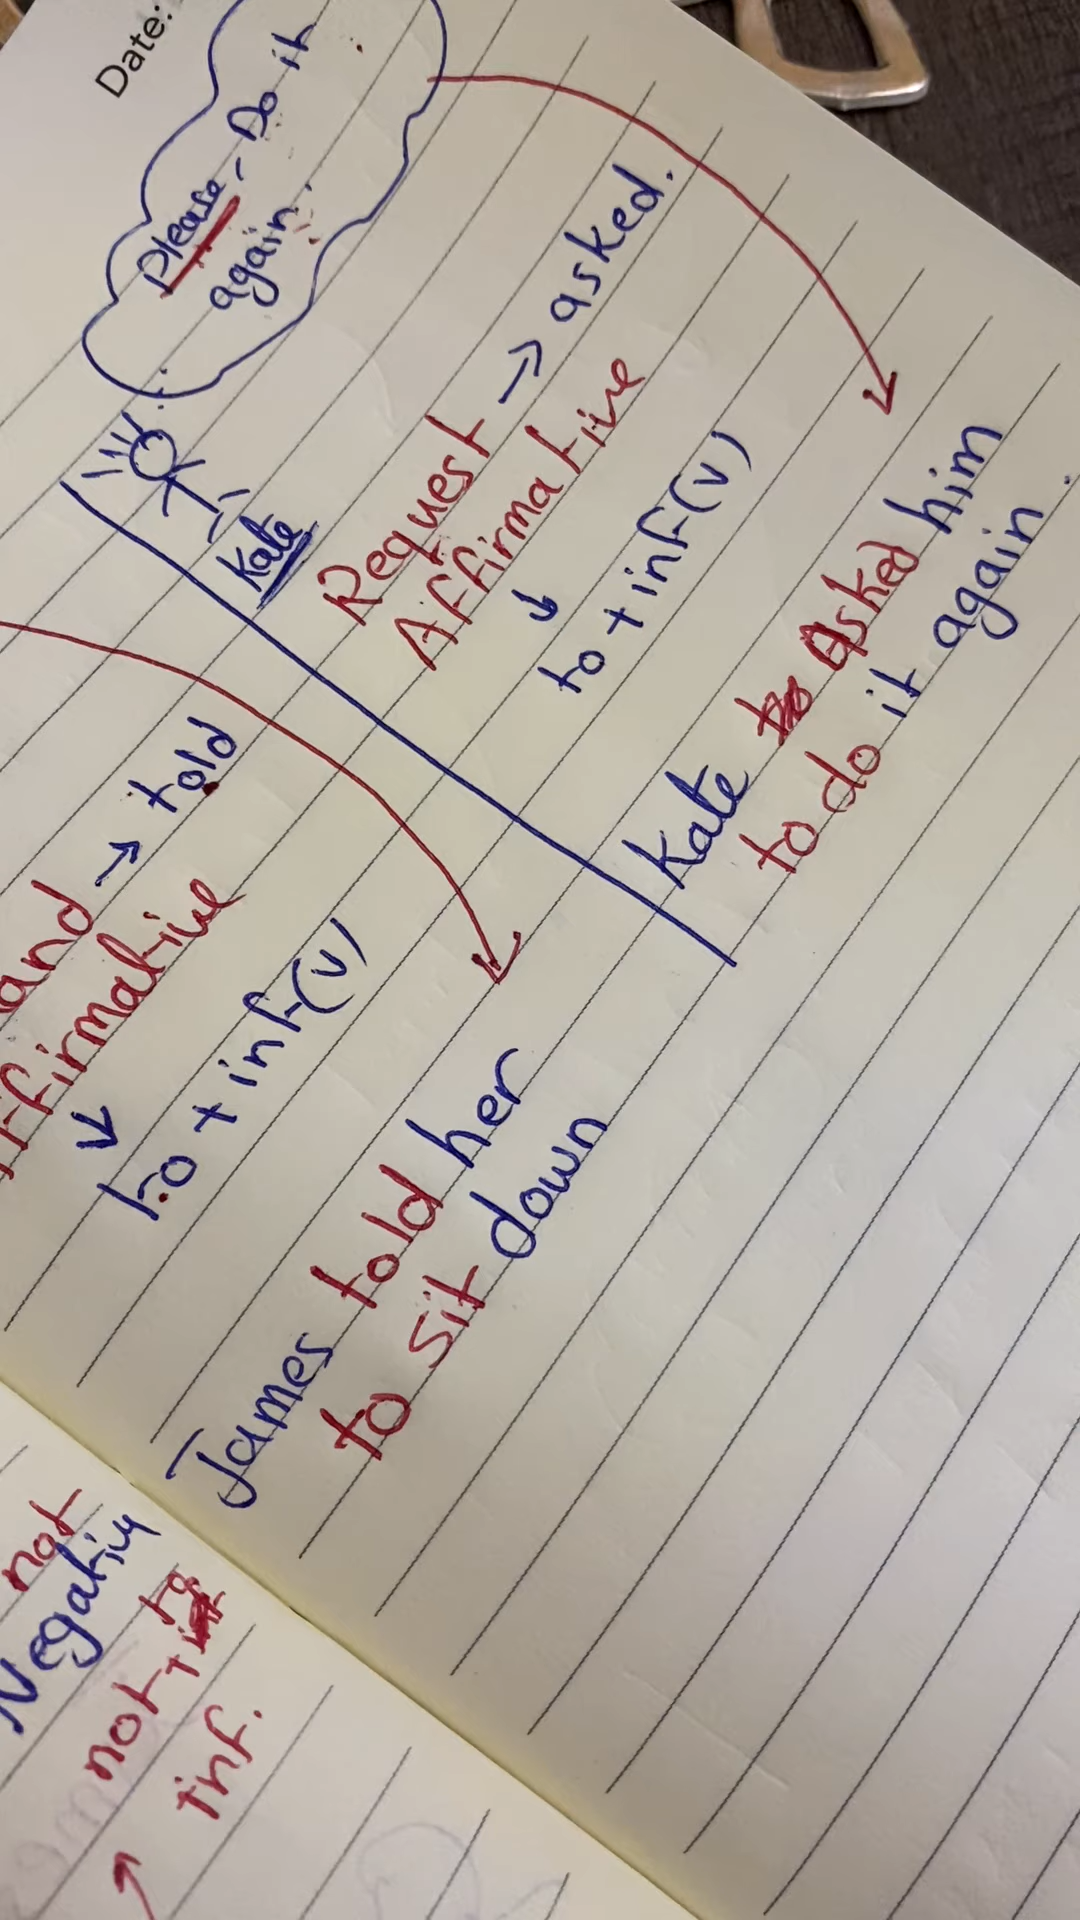 Date:
Please, Do it
again.
Kate
Request → asked.
Affirmative
↓
to + inf(v)
Kate asked him
to do it again.
and → told
ffirmative
↓
to + inf(v)
James told her
to sit down
not
Negativ
not + to
inf.